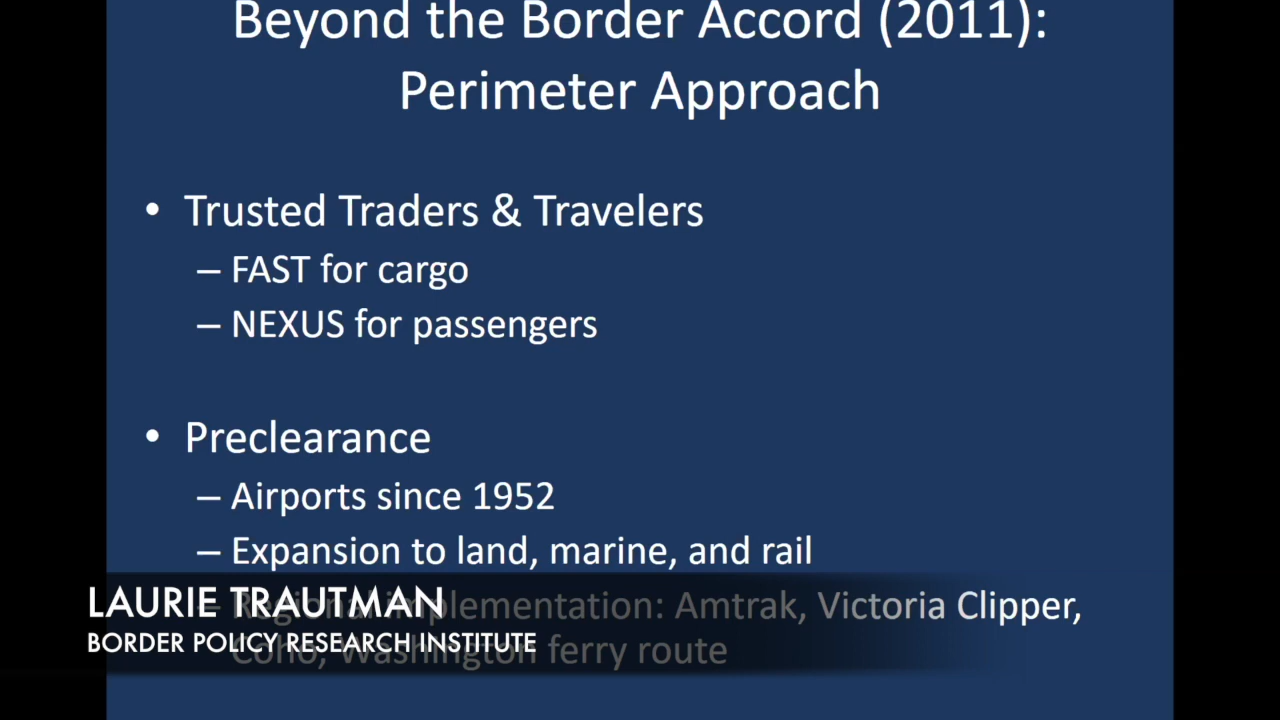 Beyond the Border Accord (2011):
Perimeter Approach
• Trusted Traders & Travelers
– FAST for cargo
– NEXUS for passengers
• Preclearance
– Airports since 1952
– Expansion to land, marine, and rail
– Regional implementation: Amtrak, Victoria Clipper,
Coho, Washington ferry route
LAURIE TRAUTMAN
BORDER POLICY RESEARCH INSTITUTE